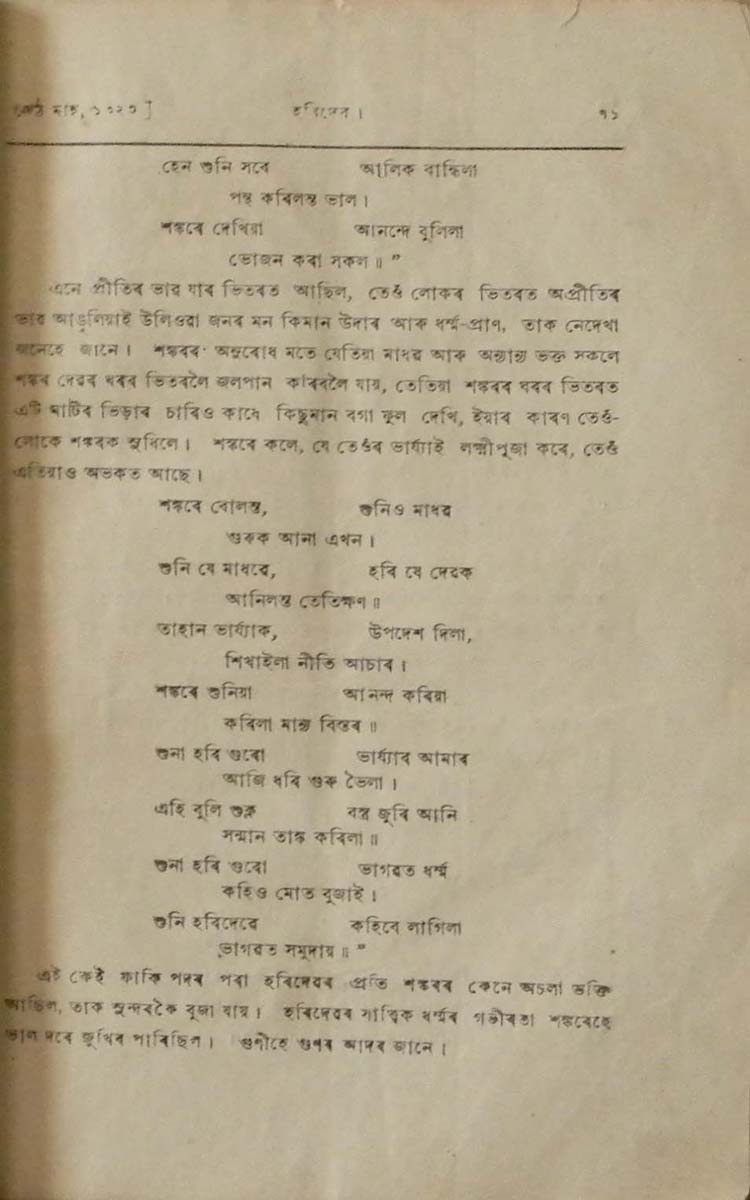 মাহ, ১৩২৩] হৰিদেৱ। ৭১
হেন শুনি সবে আলিক বান্ধিলা
পন্থ কৰিলন্ত ভাল।
শঙ্কৰে দেখিয়া আনন্দে বুলিলা
ভোজন কৰা সকল॥ ”
এনে প্ৰীতিৰ ভাৱ যাৰ ভিতৰত আছিল, তেওঁ লোকৰ ভিতৰত অপ্ৰীতিৰ
ভাৱ আঙুলিয়াই উলিওৱা জনৰ মন কিমান উদাৰ আৰু ধৰ্ম্ম-প্ৰাণ, তাক নেদেখা
জনেহে জানে। শঙ্কৰৰ অনুৰোধ মতে যেতিয়া মাধৱ আৰু অন্যান্য ভক্ত সকলে
শঙ্কৰ দেৱৰ ঘৰৰ ভিতৰলৈ জলপান কৰিবলৈ যায়, তেতিয়া শঙ্কৰৰ ঘৰৰ ভিতৰত
এটি মাটিৰ ভিড়াৰ চাৰিও কাষে কিছুমান বগা ফুল দেখি, ইয়াৰ কাৰণ তেওঁ-
লোকে শঙ্কৰক সুধিলে। শঙ্কৰে কলে, যে তেওঁৰ ভাৰ্য্যাই লক্ষ্মীপুজা কৰে, তেওঁ
এতিয়াও অভকত আছে।
শঙ্কৰে বোলন্ত, শুনিও মাধৱ
গুৰুক আনা এখন।
শুনি যে মাধৱে, হৰি যে দেৱক
আনিলন্ত তেতিক্ষণ॥
তাহান ভাৰ্য্যাক, উপদেশ দিলা,
শিখাইলা নীতি আচাৰ।
শঙ্কৰে শুনিয়া আনন্দ কৰিয়া
কৰিলা মান্য বিস্তৰ॥
শুনা হৰি গুৰো ভাৰ্য্যাৰ আমাৰ
আজি ধৰি গুৰু ভৈলা।
এহি বুলি শুক্ল বস্ত্ৰ জুৰি আনি
সন্মান তাঙ্ক কৰিলা॥
শুনা হৰি গুৰো ভাগৱত ধৰ্ম্ম
কহিও মোত বুজাই।
শুনি হৰিদেৱে কহিবে লাগিলা
ভাগৱত সমুদায়॥ ”
এই কেই ফাকি পদৰ পৰা হৰিদেৱৰ প্ৰতি শঙ্কৰৰ কেনে অচলা ভক্তি
আছিল, তাক সুন্দৰকৈ বুজা যায়। হৰিদেৱৰ সাত্ত্বিক ধৰ্ম্মৰ গভীৰতা শঙ্কৰেহে
ভাল দৰে জুখিব পাৰিছিল। গুণীহে গুণৰ আদৰ জানে।